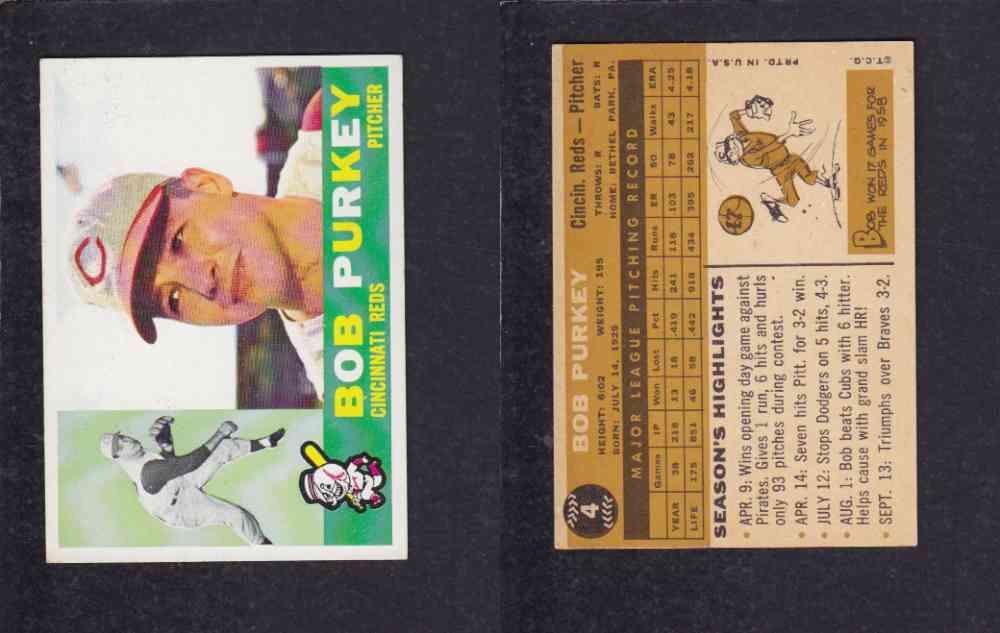 BOB PURKEY
CINCINNATI REDS PITCHER
C
4
BOB PURKEY Cincin. Reds — Pitcher
HEIGHT: 6:02 WEIGHT: 195 THROWS: R BATS: R
BORN: JULY 14, 1929 HOME: BETHEL PARK, PA.
MAJOR LEAGUE PITCHING RECORD
Games IP Won Lost Pct Hits Runs ER SO Walks ERA
YEAR 38 218 13 18 .419 241 116 103 78 43 4.25
LIFE 175 851 46 58 .442 918 434 395 262 217 4.18
SEASON'S HIGHLIGHTS
• APR. 9: Wins opening day game against
Pirates. Gives 1 run, 6 hits and hurls
only 93 pitches during contest.
• APR. 14: Seven hits Pitt. for 3-2 win.
• JULY 12: Stops Dodgers on 5 hits, 4-3.
• AUG. 1: Bob beats Cubs with 6 hitter.
Helps cause with grand slam HR!
• SEPT. 13: Triumphs over Braves 3-2.
17
BOB WON 17 GAMES FOR
THE REDS IN 1958
©T.C.G. PRTD. IN U.S.A.